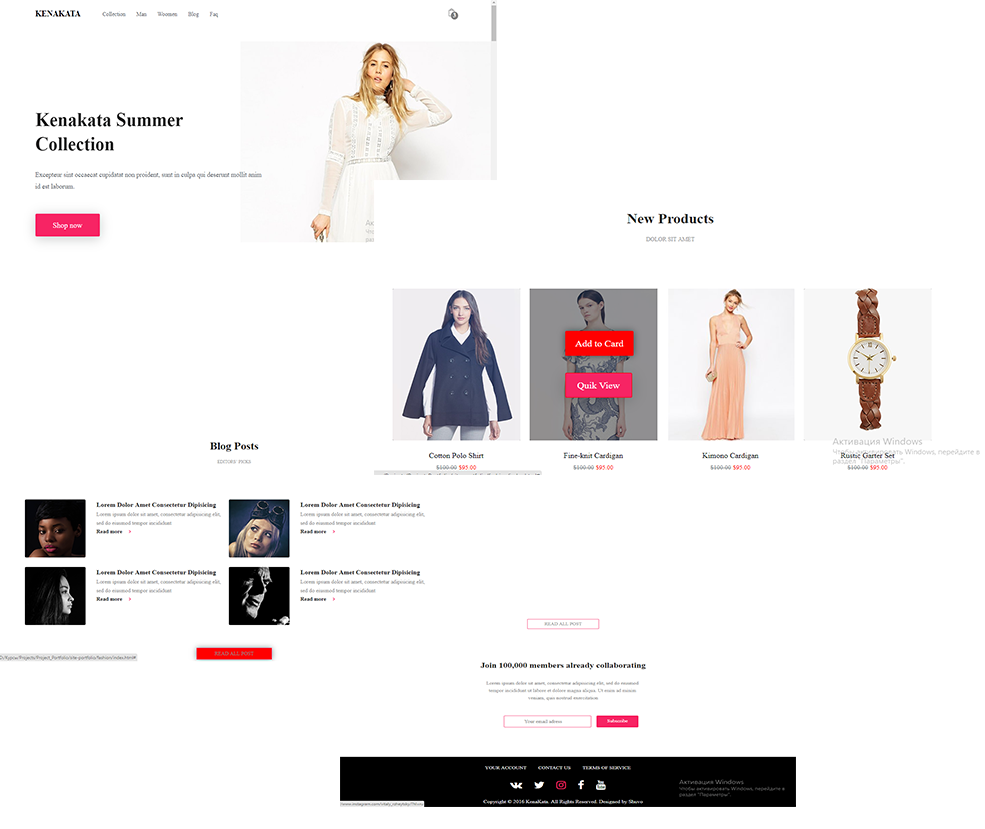 KENAKATA Collection Man Woomen Blog Faq 3
Kenakata Summer
Collection
Excepteur sint occaecat cupidatat non proident, sunt in culpa qui deserunt mollit anim
id est laborum.
Shop now
New Products
DOLOR SIT AMET
Add to Card
Quik View
Cotton Polo Shirt
$100.00 $95.00
Fine-knit Cardigan
$100.00 $95.00
Kimono Cardigan
$100.00 $95.00
Rustic Garter Set
$100.00 $95.00
Активация Windows
Чтобы активировать Windows, перейдите в
раздел "Параметры".
Blog Posts
EDITORS' PICKS
Lorem Dolor Amet Consectetur Dipisicing
Lorem ipsum dolor sit amet, consectetur adipisicing elit,
sed do eiusmod tempor incididunt
Read more ›
Lorem Dolor Amet Consectetur Dipisicing
Lorem ipsum dolor sit amet, consectetur adipisicing elit,
sed do eiusmod tempor incididunt
Read more ›
Lorem Dolor Amet Consectetur Dipisicing
Lorem ipsum dolor sit amet, consectetur adipisicing elit,
sed do eiusmod tempor incididunt
Read more ›
Lorem Dolor Amet Consectetur Dipisicing
Lorem ipsum dolor sit amet, consectetur adipisicing elit,
sed do eiusmod tempor incididunt
Read more ›
READ ALL POST
READ ALL POST
Join 100,000 members already collaborating
Lorem ipsum dolor sit amet, consectetur adipisicing elit, sed do eiusmod
tempor incididunt ut labore et dolore magna aliqua. Ut enim ad minim
veniam, quis nostrud exercitation.
Your email adress Subscribe
YOUR ACCOUNT CONTACT US TERMS OF SERVICE
You Tube
Copyright © 2016 KenaKata. All Rights Reserved. Designed by Shuvo
Активация Windows
Чтобы активировать Windows, перейдите в
раздел "Параметры".